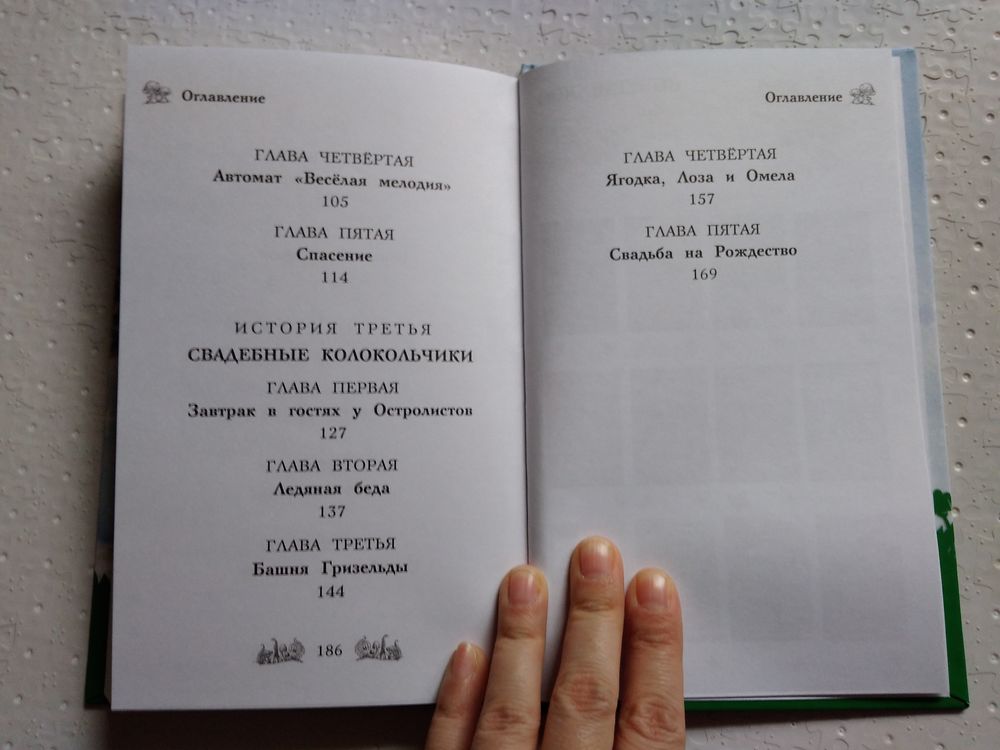 Оглавление
ГЛАВА ЧЕТВЁРТАЯ
Автомат «Весёлая мелодия»
105
ГЛАВА ПЯТАЯ
Спасение
114
ИСТОРИЯ ТРЕТЬЯ
СВАДЕБНЫЕ КОЛОКОЛЬЧИКИ
ГЛАВА ПЕРВАЯ
Завтрак в гостях у Остролистов
127
ГЛАВА ВТОРАЯ
Ледяная беда
137
ГЛАВА ТРЕТЬЯ
Башня Гризельды
144
186
Оглавление
ГЛАВА ЧЕТВЁРТАЯ
Ягодка, Лоза и Омела
157
ГЛАВА ПЯТАЯ
Свадьба на Рождество
169